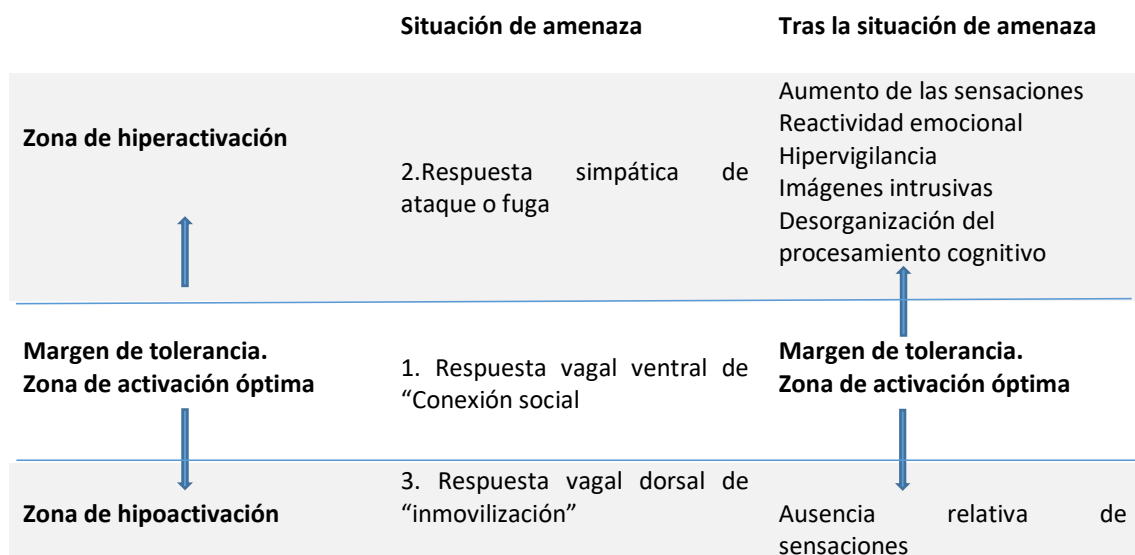 Situación de amenaza
Tras la situación de amenaza
Zona de hiperactivación
2.Respuesta simpática de
ataque o fuga
Aumento de las sensaciones
Reactividad emocional
Hipervigilancia
Imágenes intrusivas
Desorganización del
procesamiento cognitivo
Margen de tolerancia.
Zona de activación óptima
1. Respuesta vagal ventral de
“Conexión social
Margen de tolerancia.
Zona de activación óptima
Zona de hipoactivación
3. Respuesta vagal dorsal de
“inmovilización”
Ausencia relativa de
sensaciones